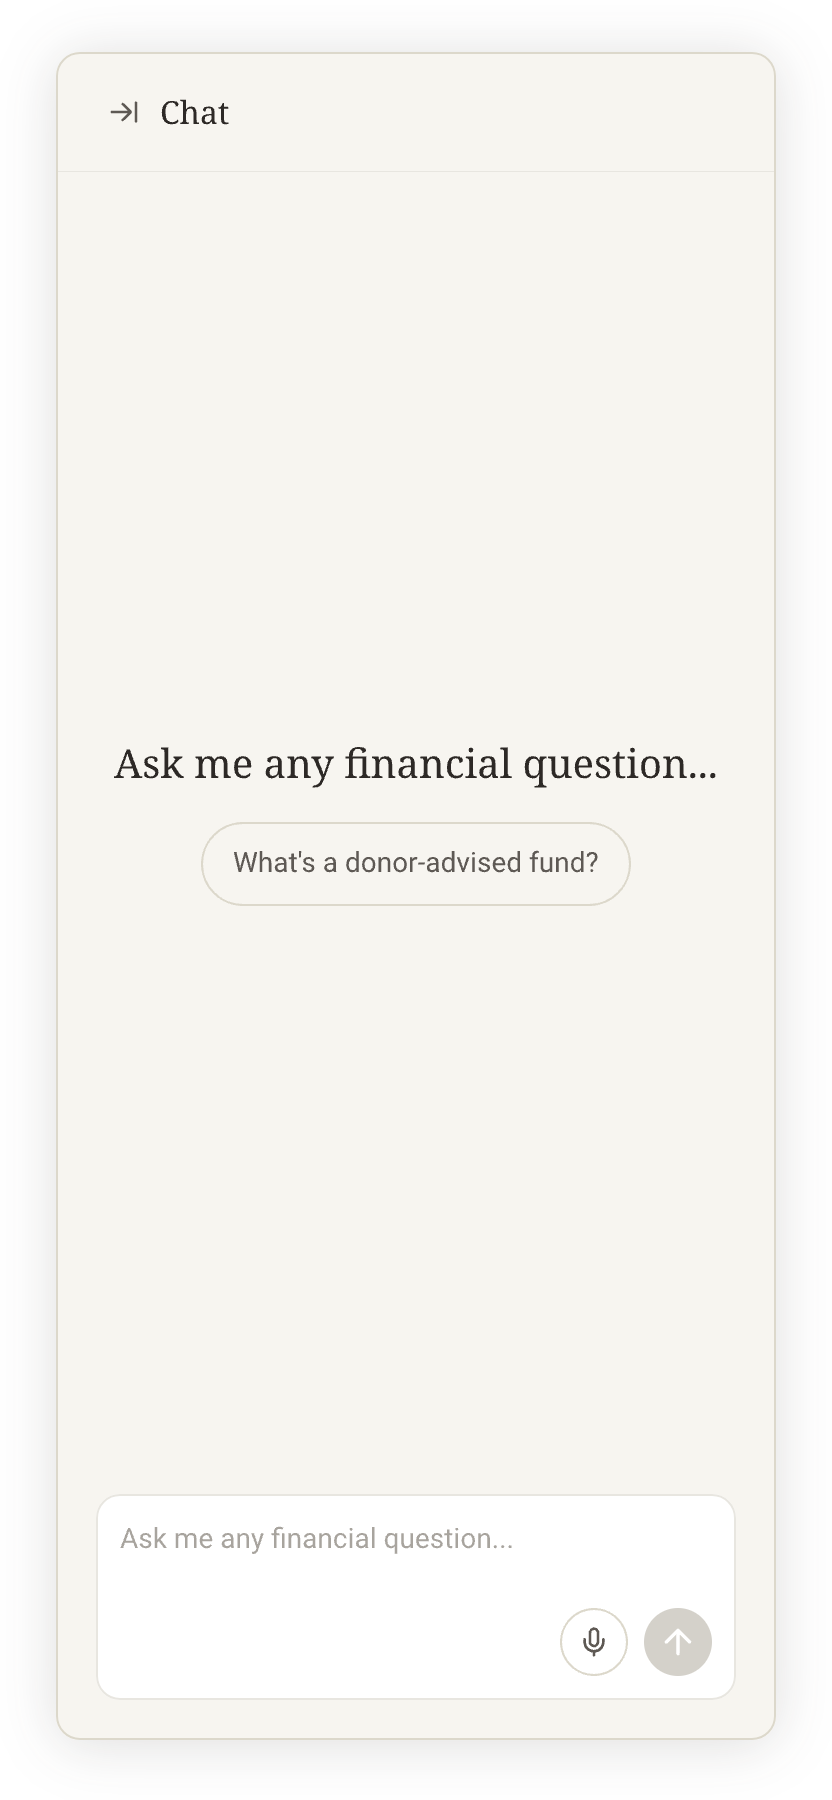 Chat
Ask me any financial question...
What's a donor-advised fund?
Ask me any financial question...